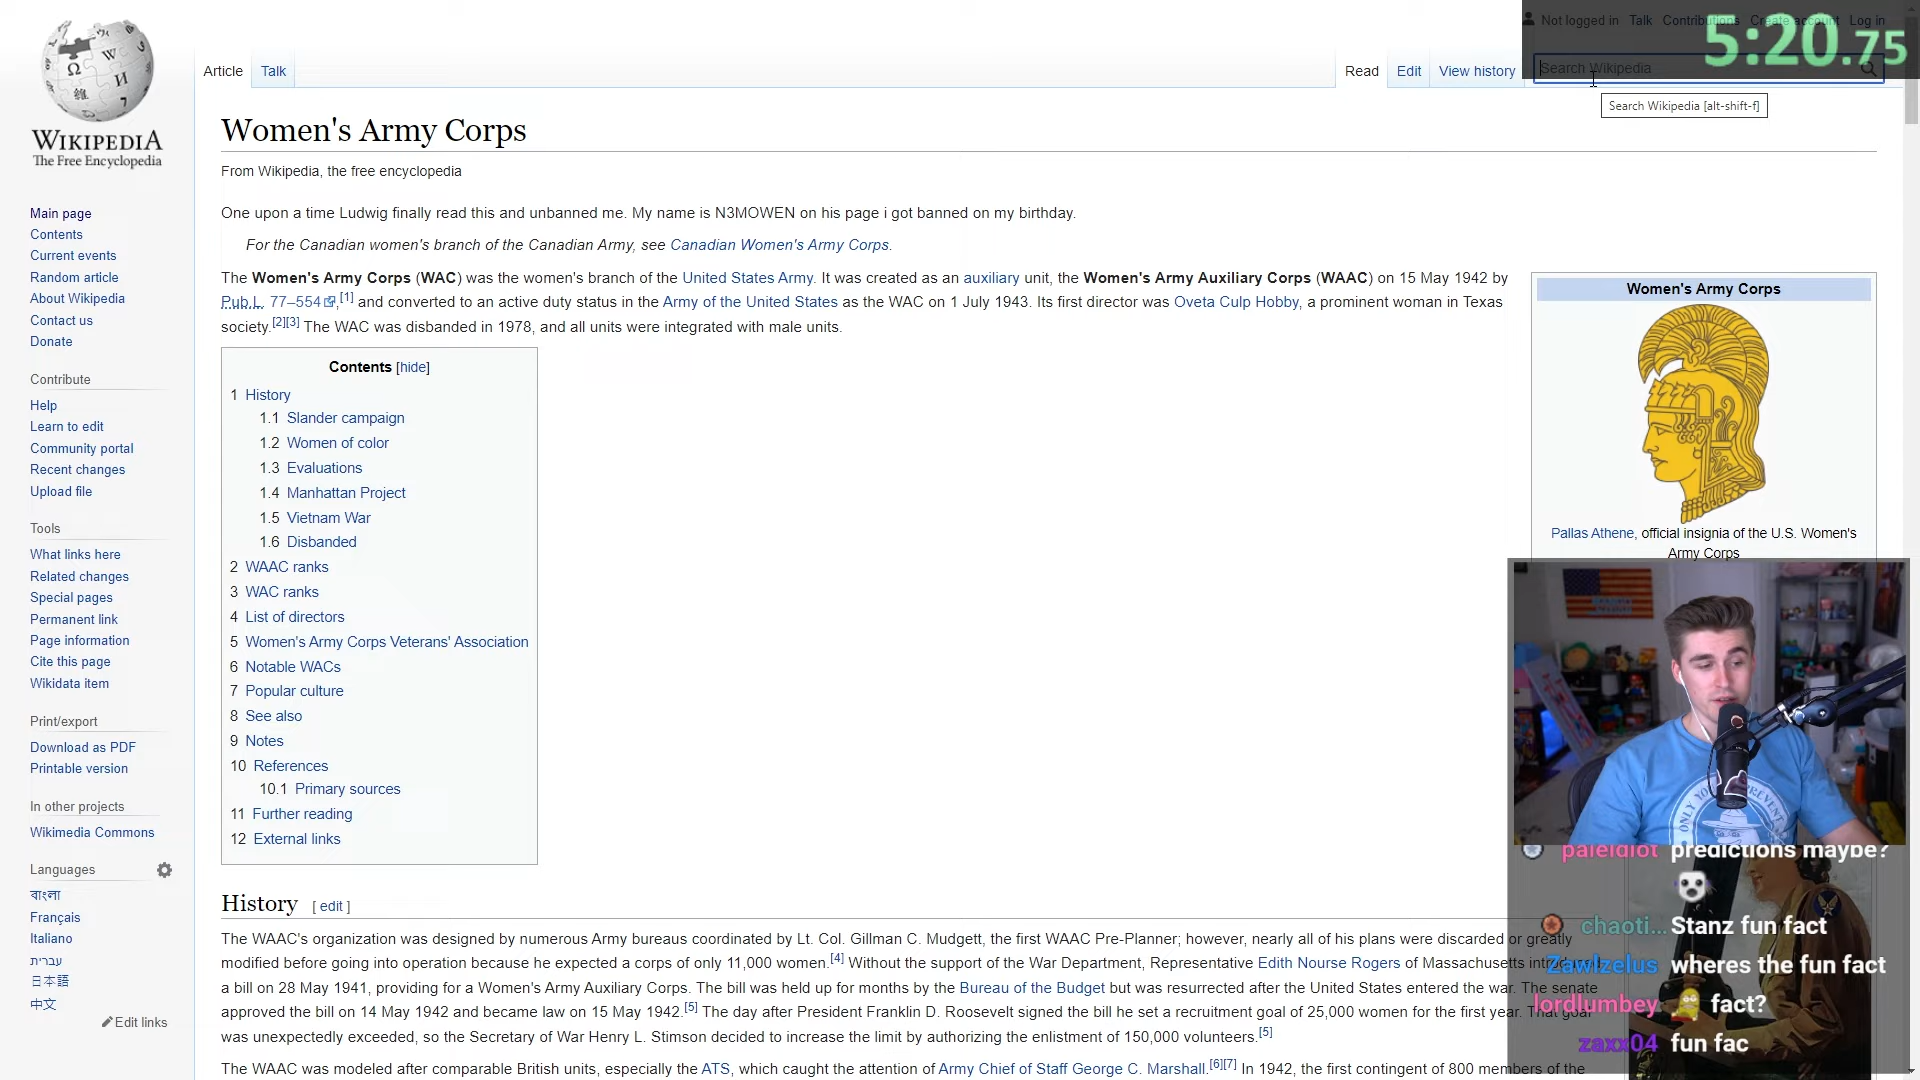 Not logged in Talk Contributions Create account Log in
5:20.75
Article Talk
Read Edit View history
Search Wikipedia
Search Wikipedia [alt-shift-f]
WIKIPEDIA
The Free Encyclopedia
Main page
Contents
Current events
Random article
About Wikipedia
Contact us
Donate
Contribute
Help
Learn to edit
Community portal
Recent changes
Upload file
Tools
What links here
Related changes
Special pages
Permanent link
Page information
Cite this page
Wikidata item
Print/export
Download as PDF
Printable version
In other projects
Wikimedia Commons
Languages
বাংলা
Français
Italiano
עברית
日本語
中文
Edit links
Women's Army Corps
From Wikipedia, the free encyclopedia
One upon a time Ludwig finally read this and unbanned me. My name is N3MOWEN on his page i got banned on my birthday.
For the Canadian women's branch of the Canadian Army, see Canadian Women's Army Corps.
The Women's Army Corps (WAC) was the women's branch of the United States Army. It was created as an auxiliary unit, the Women's Army Auxiliary Corps (WAAC) on 15 May 1942 by
Pub.L. 77–554,[1] and converted to an active duty status in the Army of the United States as the WAC on 1 July 1943. Its first director was Oveta Culp Hobby, a prominent woman in Texas
society.[2][3] The WAC was disbanded in 1978, and all units were integrated with male units.
Contents [hide]
1 History
1.1 Slander campaign
1.2 Women of color
1.3 Evaluations
1.4 Manhattan Project
1.5 Vietnam War
1.6 Disbanded
2 WAAC ranks
3 WAC ranks
4 List of directors
5 Women's Army Corps Veterans' Association
6 Notable WACs
7 Popular culture
8 See also
9 Notes
10 References
10.1 Primary sources
11 Further reading
12 External links
Women's Army Corps
Pallas Athene, official insignia of the U.S. Women's
Army Corps
History [ edit ]
The WAAC's organization was designed by numerous Army bureaus coordinated by Lt. Col. Gillman C. Mudgett, the first WAAC Pre-Planner; however, nearly all of his plans were discarded or greatly
modified before going into operation because he expected a corps of only 11,000 women.[4] Without the support of the War Department, Representative Edith Nourse Rogers of Massachusetts
a bill on 28 May 1941, providing for a Women's Army Auxiliary Corps. The bill was held up for months by the Bureau of the Budget but was resurrected after the United States entered the war. The senate
approved the bill on 14 May 1942 and became law on 15 May 1942.[5] The day after President Franklin D. Roosevelt signed the bill he set a recruitment goal of 25,000 women for the first year. That goal
was unexpectedly exceeded, so the Secretary of War Henry L. Stimson decided to increase the limit by authorizing the enlistment of 150,000 volunteers.[5]
The WAAC was modeled after comparable British units, especially the ATS, which caught the attention of Army Chief of Staff George C. Marshall.[6][7] In 1942, the first contingent of 800 members of the
ONLY YOU PREVENT
paleidiot predictions maybe?
chaoti... Stanz fun fact
Zawlzelus wheres the fun fact
lordlumbey fact?
zaxx04 fun fac